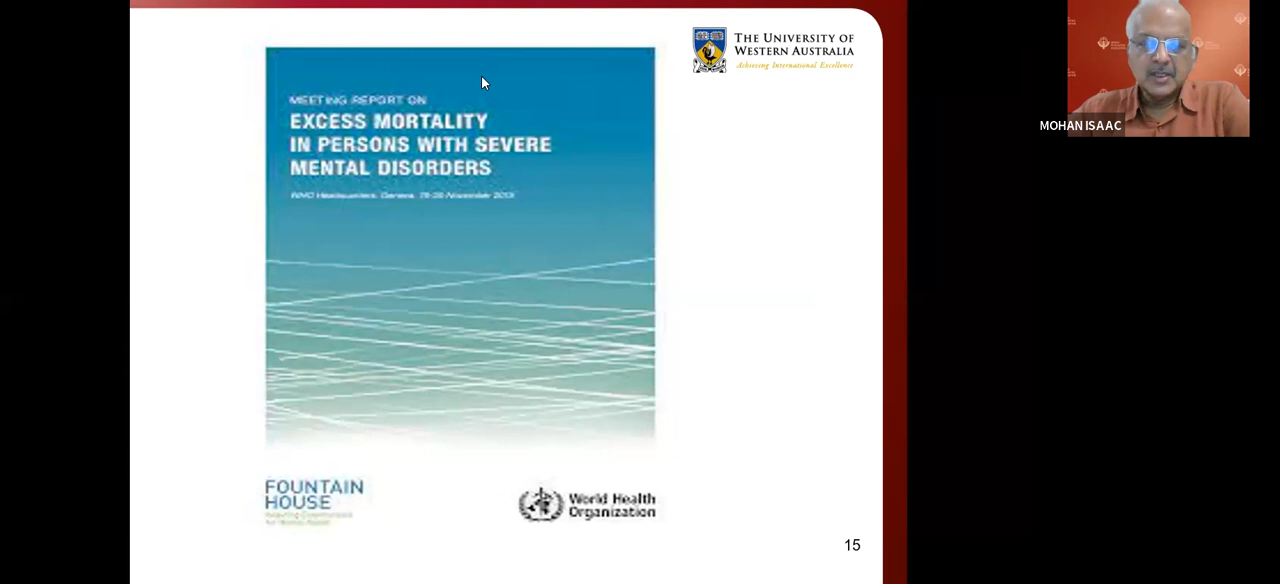 THE UNIVERSITY OF
WESTERN AUSTRALIA
Achieving International Excellence
MEETING REPORT ON
EXCESS MORTALITY
IN PERSONS WITH SEVERE
MENTAL DISORDERS
WHO Headquarters, Geneva, November
FOUNTAIN
HOUSE
World Health
Organization
15
MOHAN ISAAC